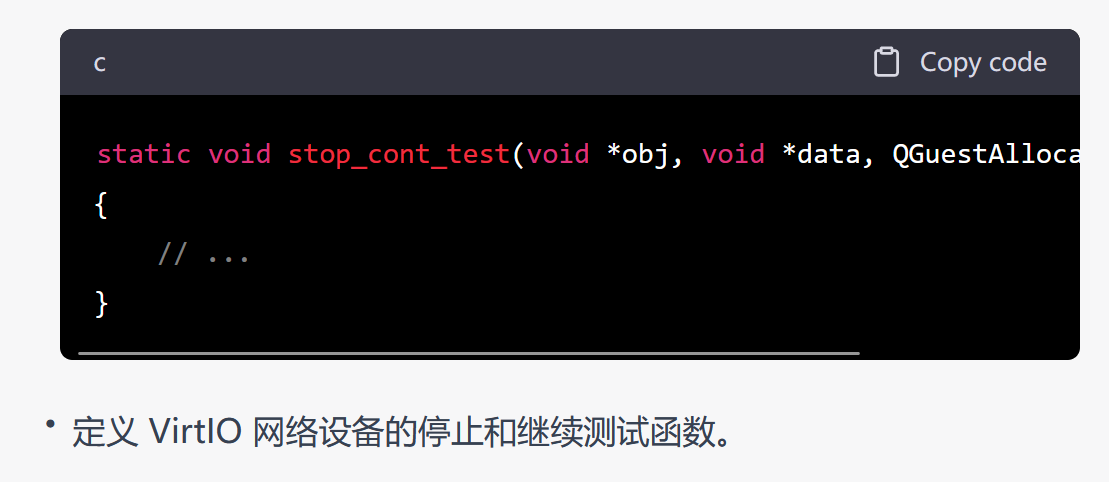 c Copy code
static void stop_cont_test(void *obj, void *data, QGuestAlloca
{
// ...
}
• 定义 VirtIO 网络设备的停止和继续测试函数。